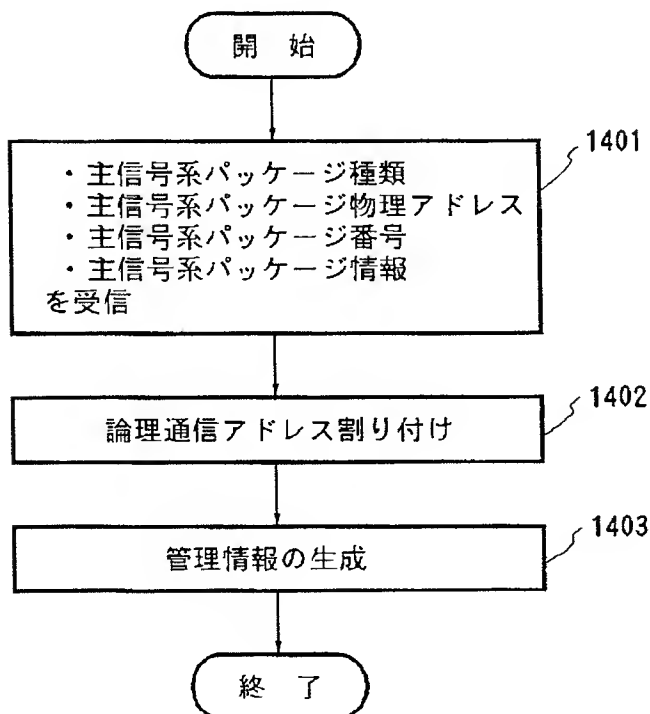 開 始
1401
・主信号系パッケージ種類
・主信号系パッケージ物理アドレス
・主信号系パッケージ番号
・主信号系パッケージ情報
を受信
1402
論理通信アドレス割り付け
1403
管理情報の生成
終 了